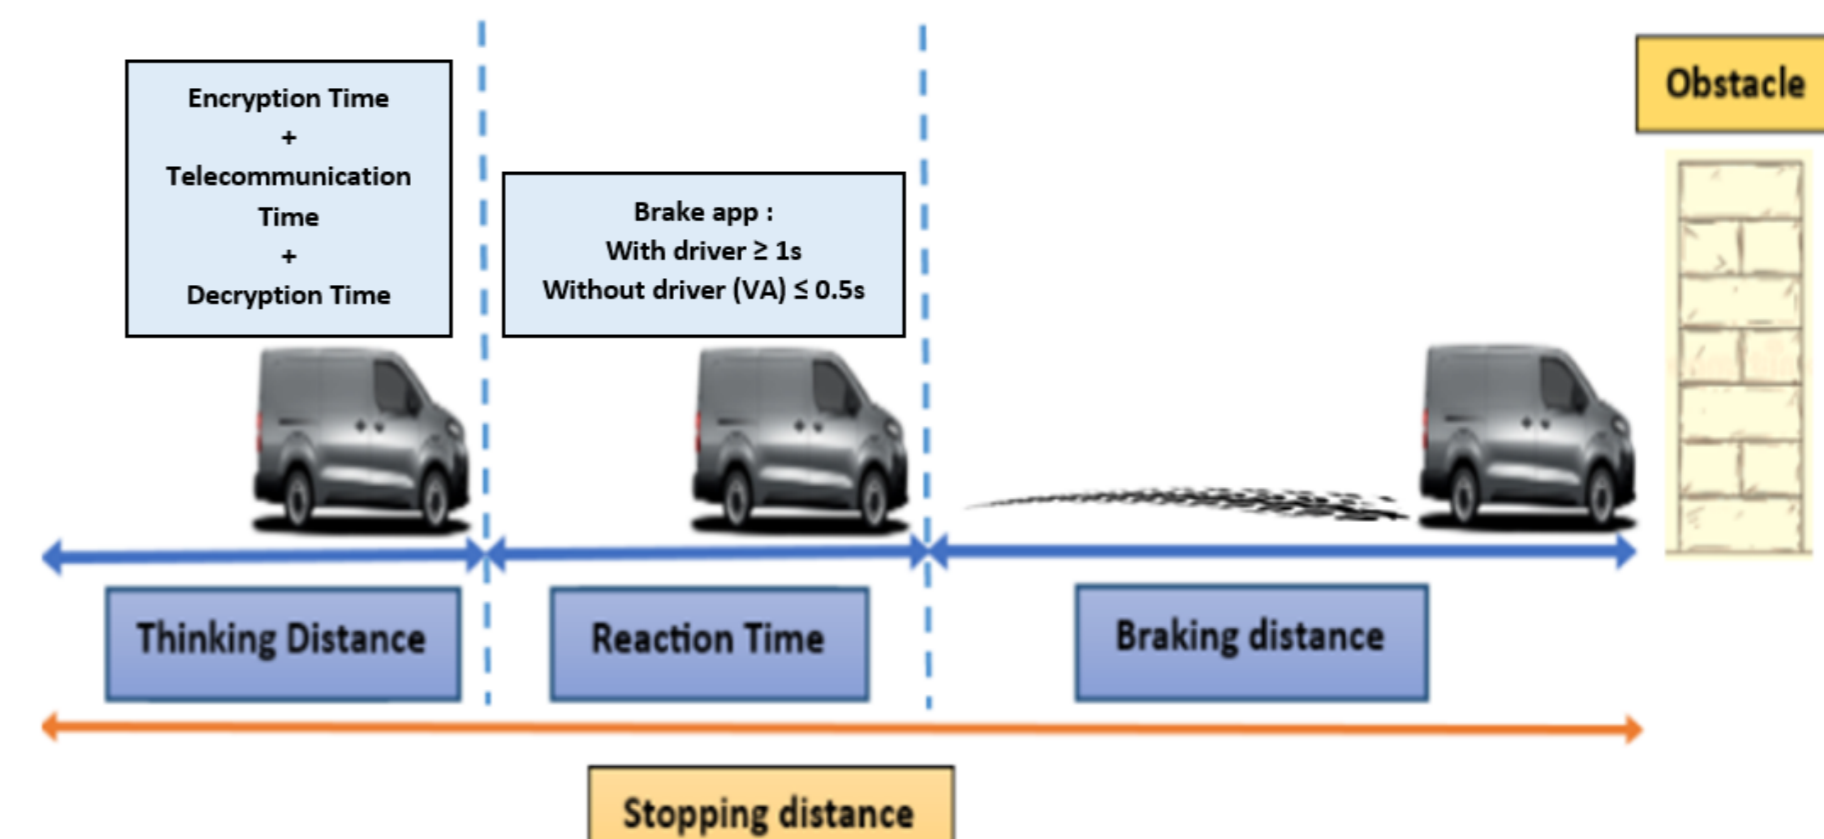 Obstacle
Encryption Time
+
Telecommunication
Time
+
Decryption Time
Brake app :
With driver ≥ 1s
Without driver (VA) ≤ 0.5s
Thinking Distance
Reaction Time
Braking distance
Stopping distance